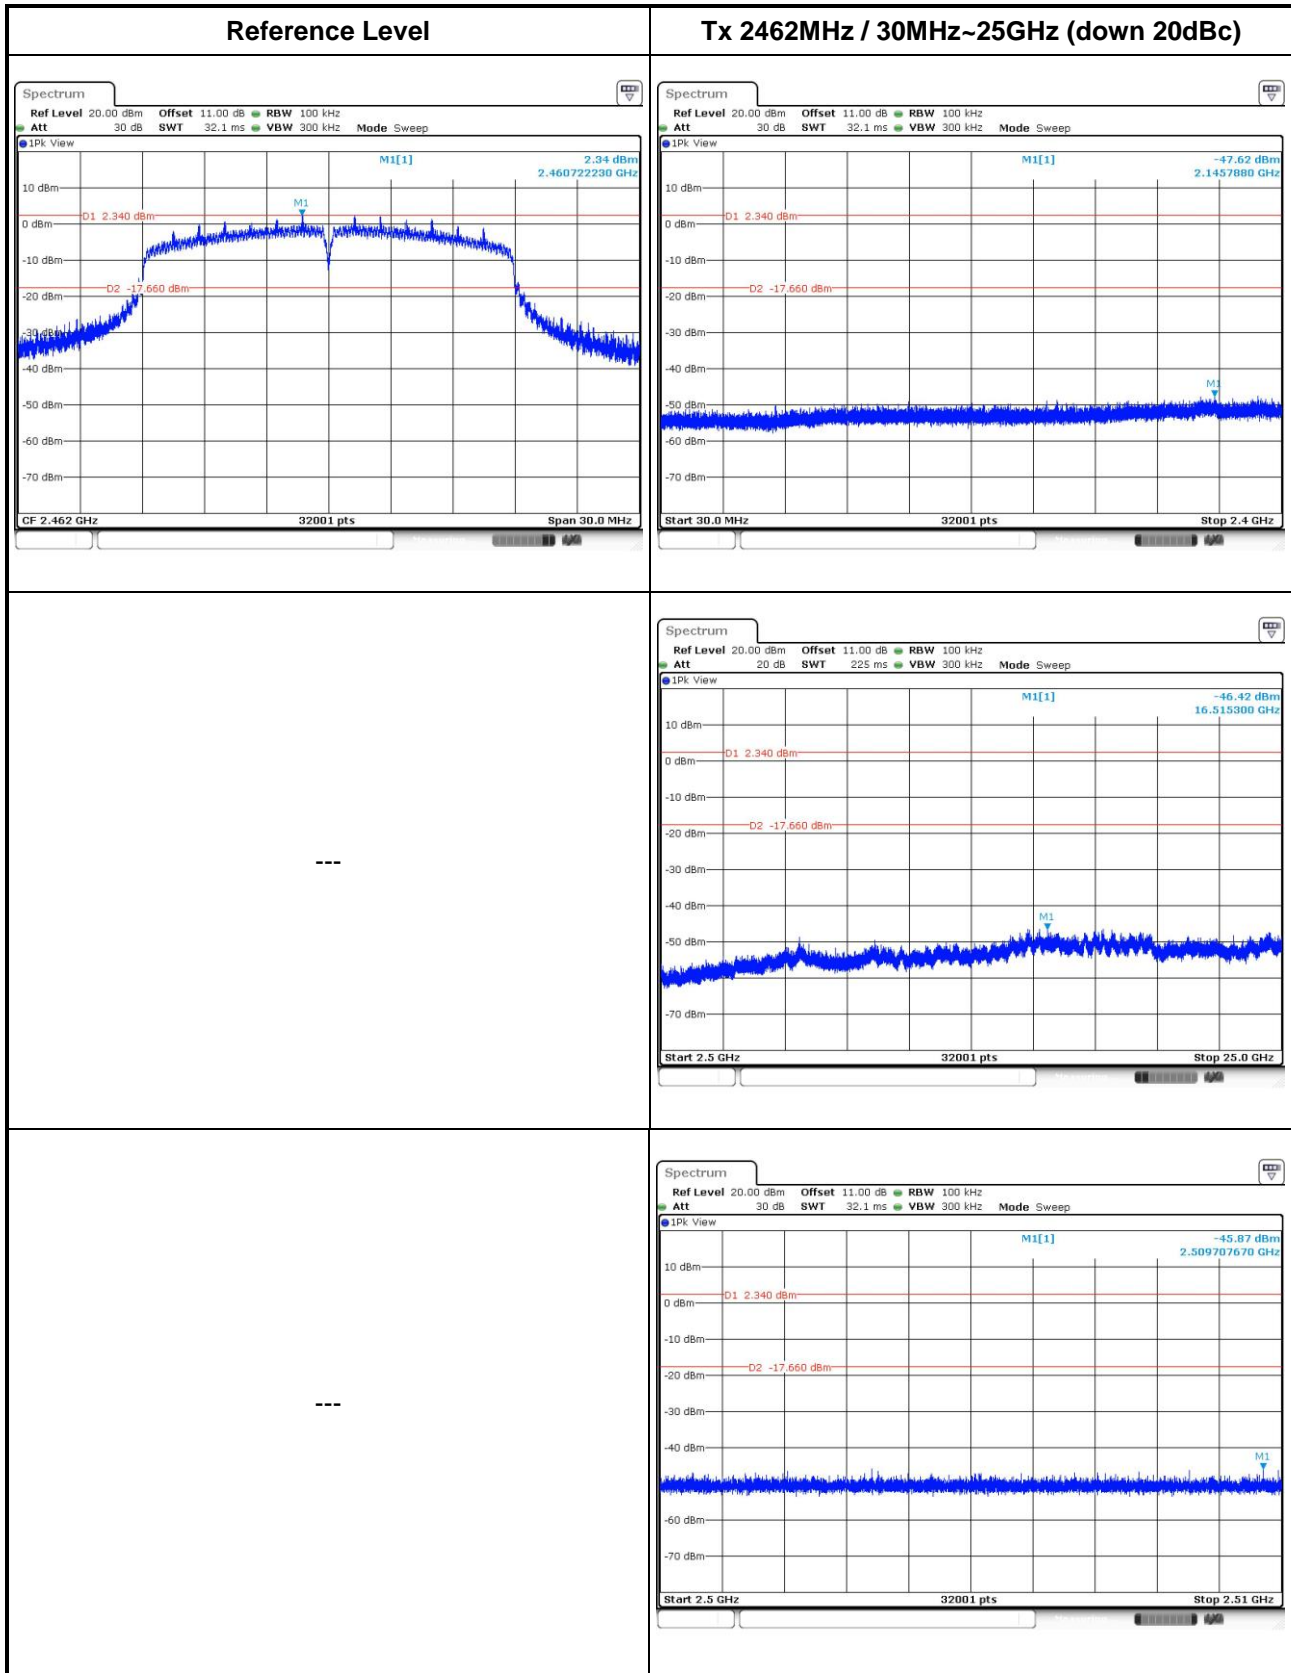 Reference Level
Tx 2462MHz / 30MHz~25GHz (down 20dBc)
Spectrum
Ref Level 20.00 dBm Offset 11.00 dB RBW 100 kHz
Att 30 dB SWT 32.1 ms VBW 300 kHz Mode Sweep
1Pk View
M1[1] 2.34 dBm
2.460722230 GHz
10 dBm
M1
D1 2.340 dBm
0 dBm
-10 dBm
D2 -17.660 dBm
-20 dBm
-30 dBm
-40 dBm
-50 dBm
-60 dBm
-70 dBm
CF 2.462 GHz 32001 pts Span 30.0 MHz
Spectrum
Ref Level 20.00 dBm Offset 11.00 dB RBW 100 kHz
Att 30 dB SWT 32.1 ms VBW 300 kHz Mode Sweep
1Pk View
M1[1] -47.62 dBm
2.1457880 GHz
10 dBm
D1 2.340 dBm
0 dBm
-10 dBm
D2 -17.660 dBm
-20 dBm
-30 dBm
-40 dBm
M1
-50 dBm
-60 dBm
-70 dBm
Start 30.0 MHz 32001 pts Stop 2.4 GHz
---
Spectrum
Ref Level 20.00 dBm Offset 11.00 dB RBW 100 kHz
Att 20 dB SWT 225 ms VBW 300 kHz Mode Sweep
1Pk View
M1[1] -46.42 dBm
16.515300 GHz
10 dBm
D1 2.340 dBm
0 dBm
-10 dBm
D2 -17.660 dBm
-20 dBm
-30 dBm
-40 dBm
M1
-50 dBm
-70 dBm
Start 2.5 GHz 32001 pts Stop 25.0 GHz
---
Spectrum
Ref Level 20.00 dBm Offset 11.00 dB RBW 100 kHz
Att 30 dB SWT 32.1 ms VBW 300 kHz Mode Sweep
1Pk View
M1[1] -45.87 dBm
2.509707670 GHz
10 dBm
D1 2.340 dBm
0 dBm
-10 dBm
D2 -17.660 dBm
-20 dBm
-30 dBm
-40 dBm
M1
-60 dBm
-70 dBm
Start 2.5 GHz 32001 pts Stop 2.51 GHz